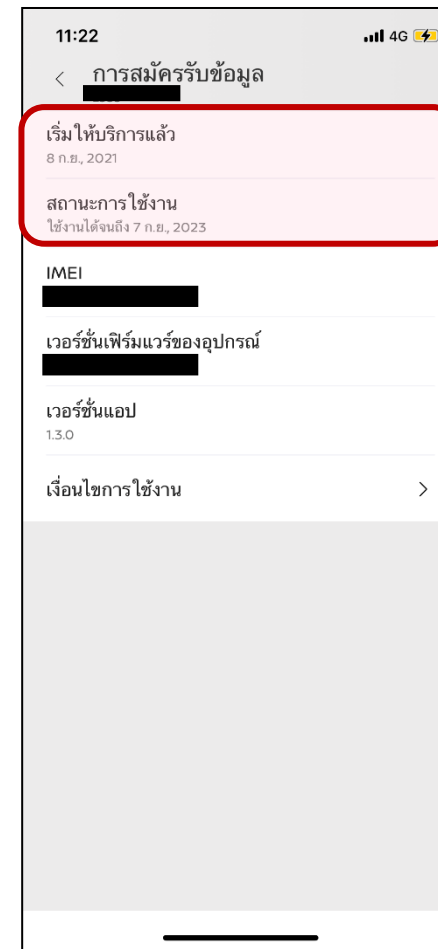 11:22
4G
การสมัครรับข้อมูล
เริ่มให้บริการแล้ว
8 ก.ย., 2021
สถานะการใช้งาน
ใช้งานได้จนถึง 7 ก.ย., 2023
IMEI
เวอร์ชั่นเฟิร์มแวร์ของอุปกรณ์
เวอร์ชั่นแอป
1.3.0
เงื่อนไขการใช้งาน